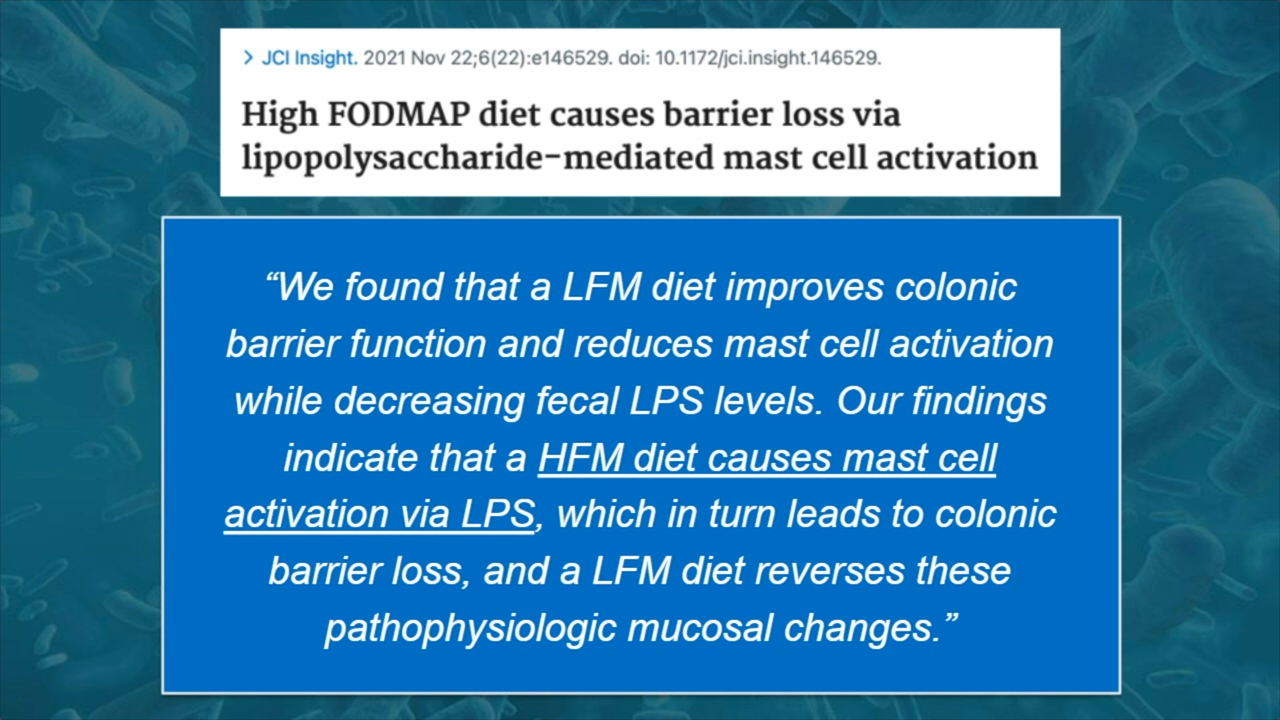 > JCI Insight. 2021 Nov 22;6(22):e146529. doi: 10.1172/jci.insight.146529.
High FODMAP diet causes barrier loss via
lipopolysaccharide-mediated mast cell activation
“We found that a LFM diet improves colonic
barrier function and reduces mast cell activation
while decreasing fecal LPS levels. Our findings
indicate that a HFM diet causes mast cell
activation via LPS, which in turn leads to colonic
barrier loss, and a LFM diet reverses these
pathophysiologic mucosal changes.”